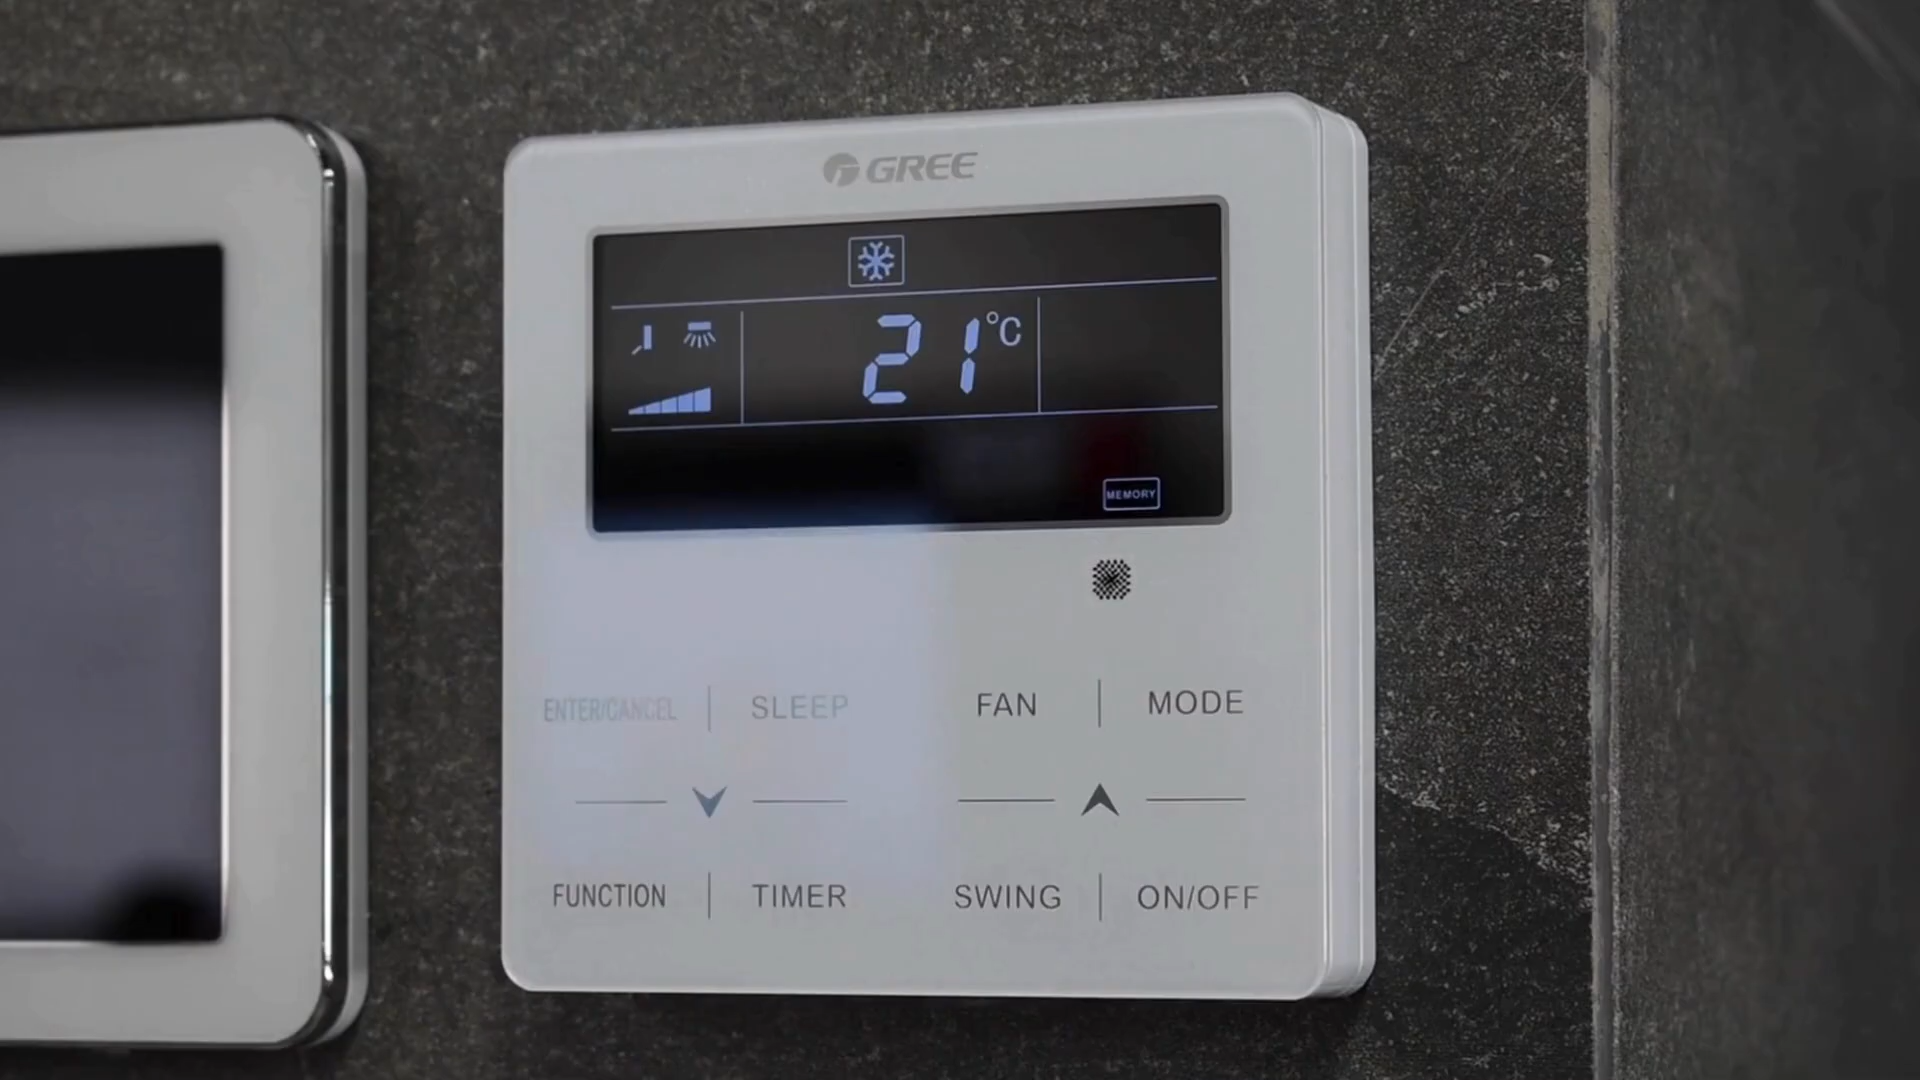 GREE
21°C
MEMORY
ENTER/CANCEL SLEEP FAN MODE
FUNCTION TIMER SWING ON/OFF